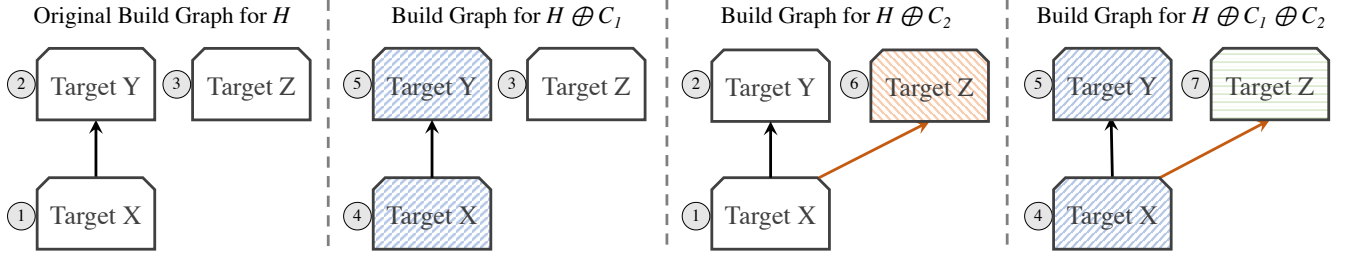 Original Build Graph for H
2 Target Y 3 Target Z
1 Target X
Build Graph for H ⨁ C₁
5 Target Y 3 Target Z
4 Target X
Build Graph for H ⨁ C₂
2 Target Y 6 Target Z
1 Target X
Build Graph for H ⨁ C₁ ⨁ C₂
5 Target Y 7 Target Z
4 Target X